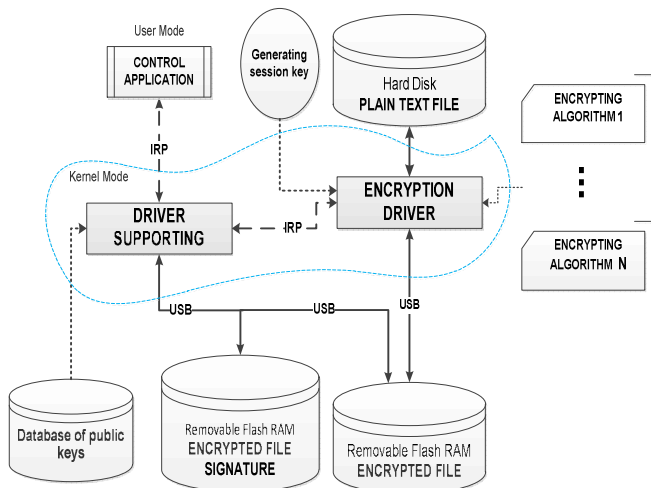 User Mode
CONTROL
APPLICATION
Generating
session key
Hard Disk
PLAIN TEXT FILE
ENCRYPTING
ALGORITHM 1
IRP
Kernel Mode
DRIVER
SUPPORTING
IRP
ENCRYPTION
DRIVER
ENCRYPTING
ALGORITHM N
USB
USB
USB
Database of public
keys
Removable Flash RAM
ENCRYPTED FILE
SIGNATURE
Removable Flash RAM
ENCRYPTED FILE